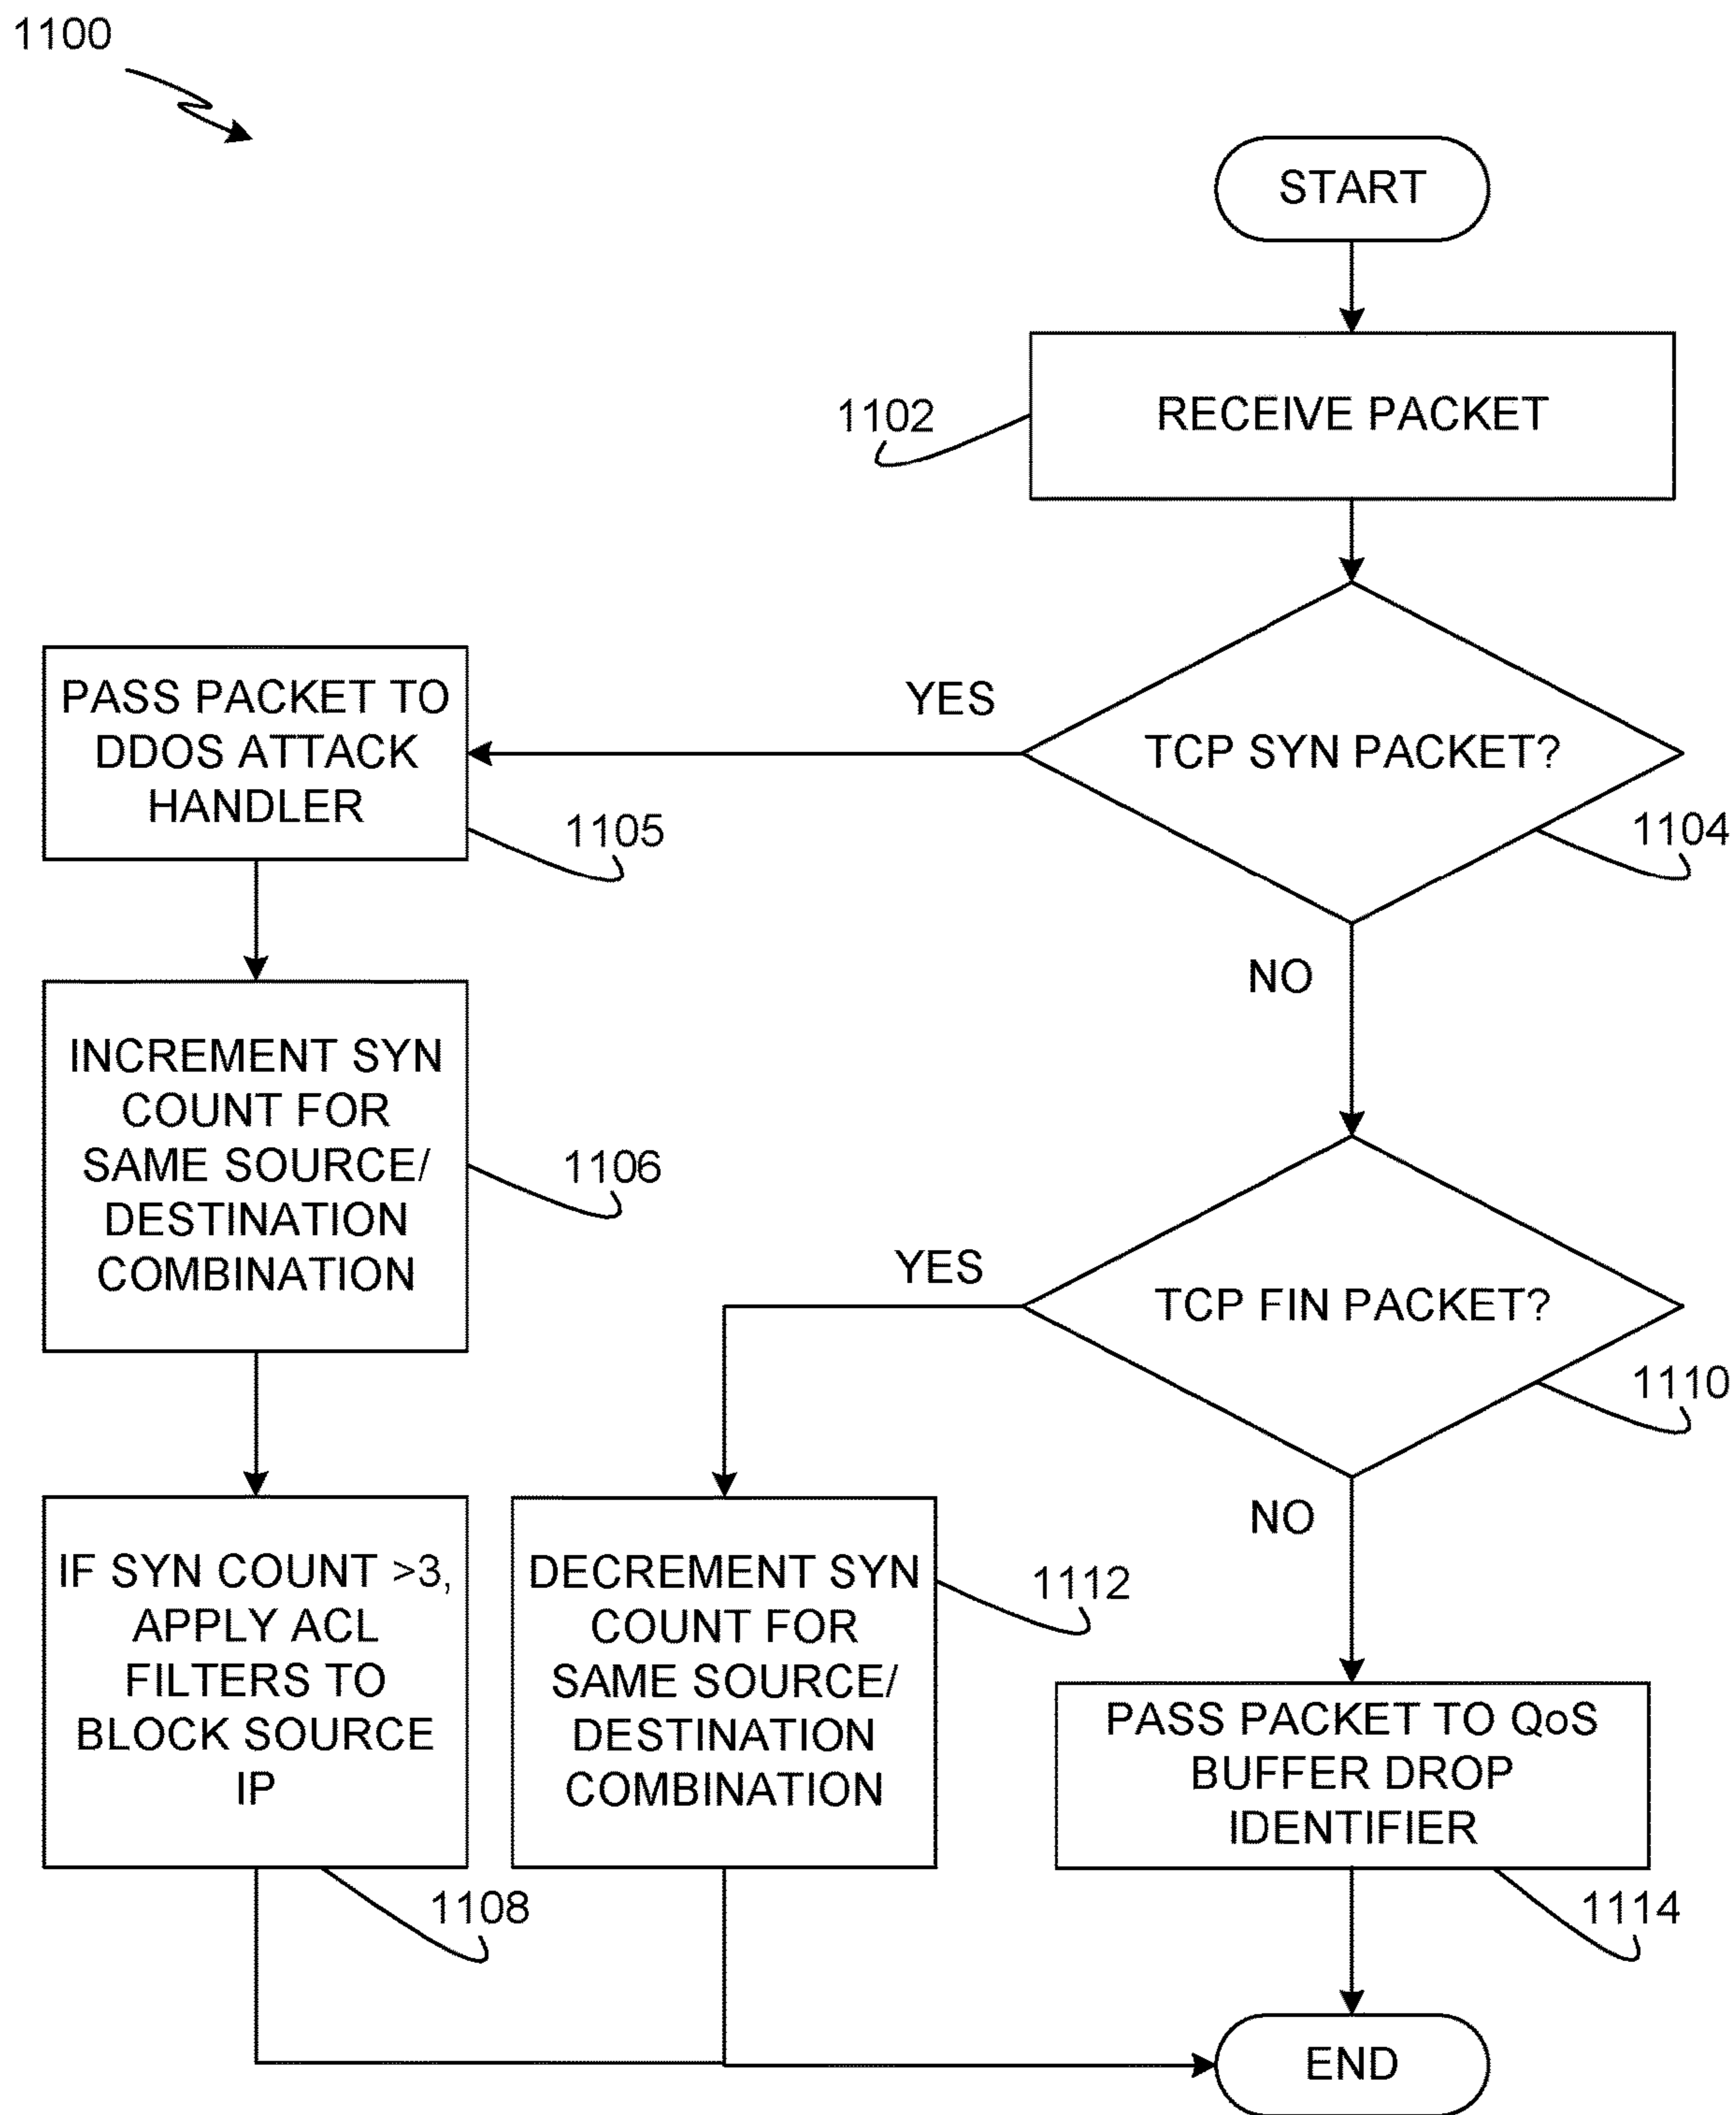 1100
START
RECEIVE PACKET
1102
TCP SYN PACKET?
1104
YES
NO
PASS PACKET TO
DDOS ATTACK
HANDLER
1105
INCREMENT SYN
COUNT FOR
SAME SOURCE/
DESTINATION
COMBINATION
1106
IF SYN COUNT >3,
APPLY ACL
FILTERS TO
BLOCK SOURCE
IP
1108
TCP FIN PACKET?
1110
YES
NO
DECREMENT SYN
COUNT FOR
SAME SOURCE/
DESTINATION
COMBINATION
1112
PASS PACKET TO QoS
BUFFER DROP
IDENTIFIER
1114
END